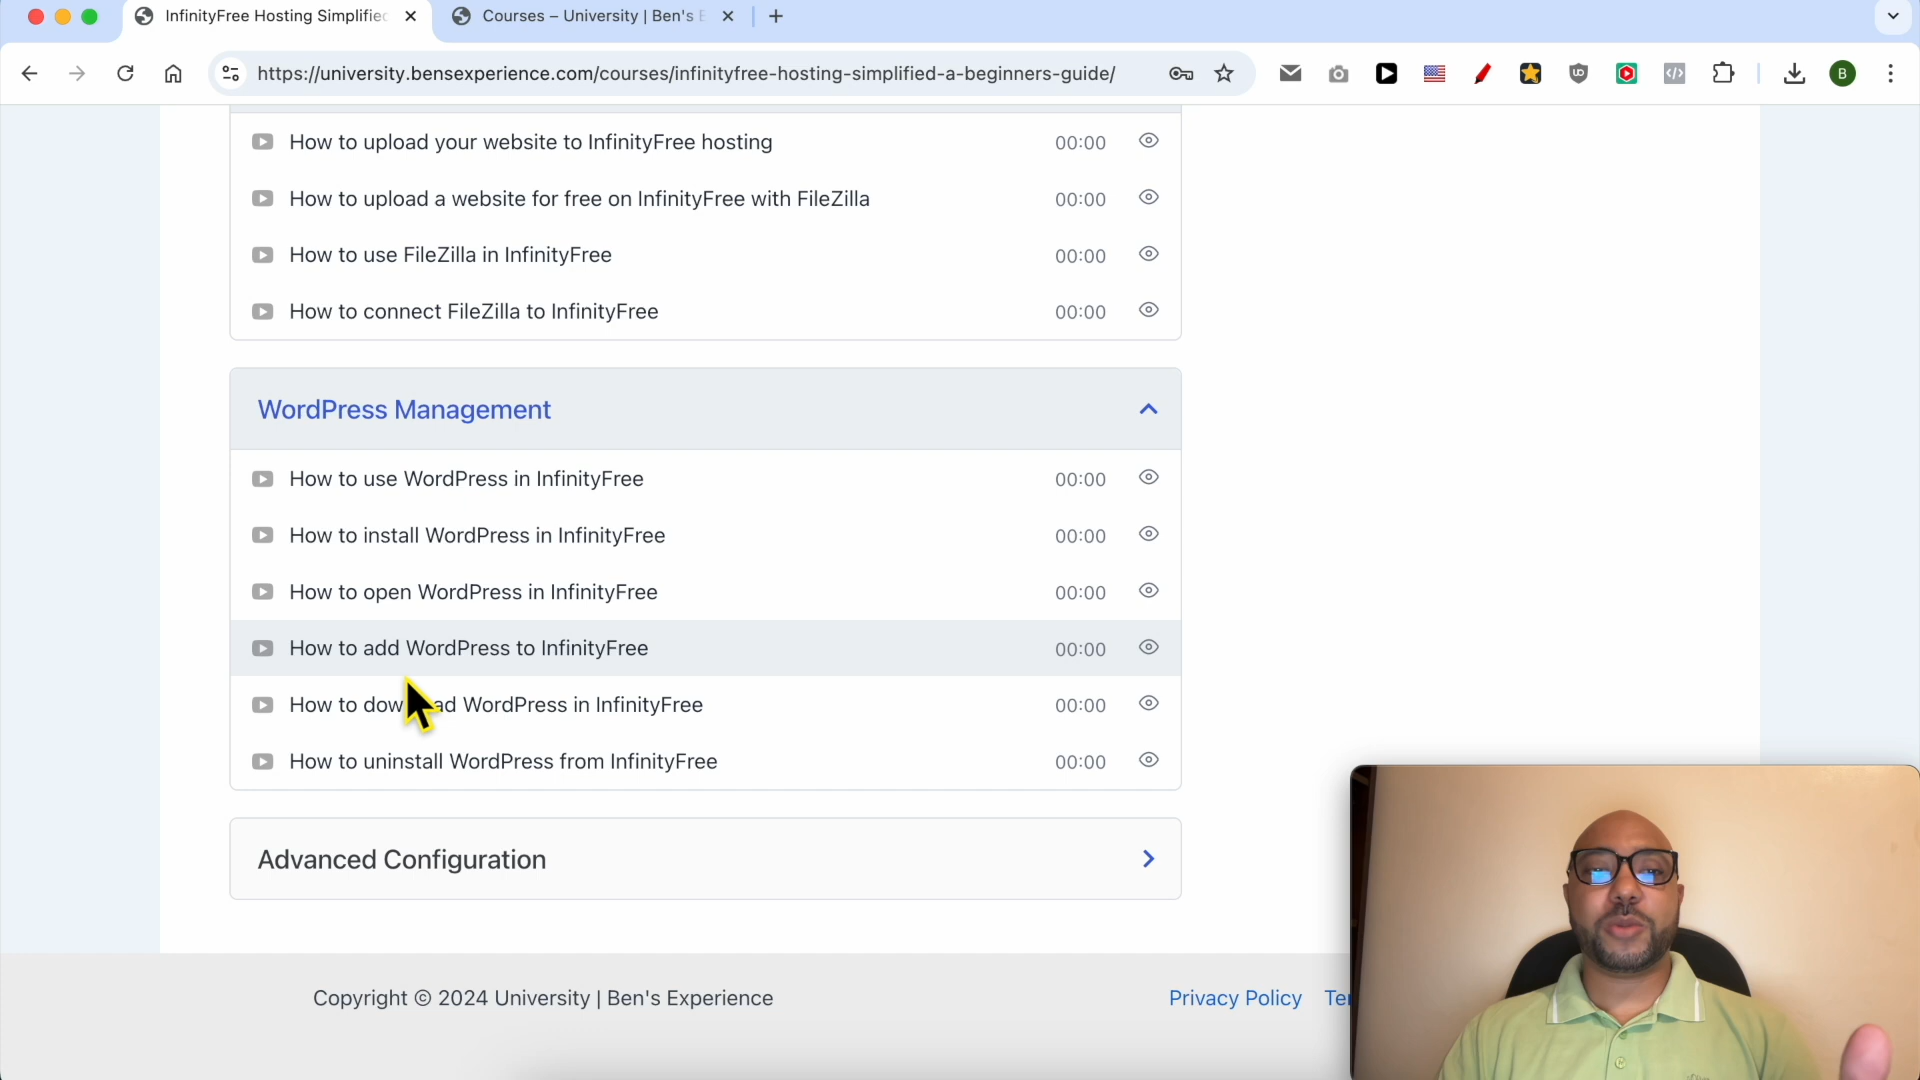 InfinityFree Hosting Simplified
Courses – University | Ben's E
https://university.bensexperience.com/courses/infinityfree-hosting-simplified-a-beginners-guide/
B
How to upload your website to InfinityFree hosting 00:00
How to upload a website for free on InfinityFree with FileZilla 00:00
How to use FileZilla in InfinityFree 00:00
How to connect FileZilla to InfinityFree 00:00
WordPress Management
How to use WordPress in InfinityFree 00:00
How to install WordPress in InfinityFree 00:00
How to open WordPress in InfinityFree 00:00
How to add WordPress to InfinityFree 00:00
How to download WordPress in InfinityFree 00:00
How to uninstall WordPress from InfinityFree 00:00
Advanced Configuration
Copyright © 2024 University | Ben's Experience
Privacy Policy Ter